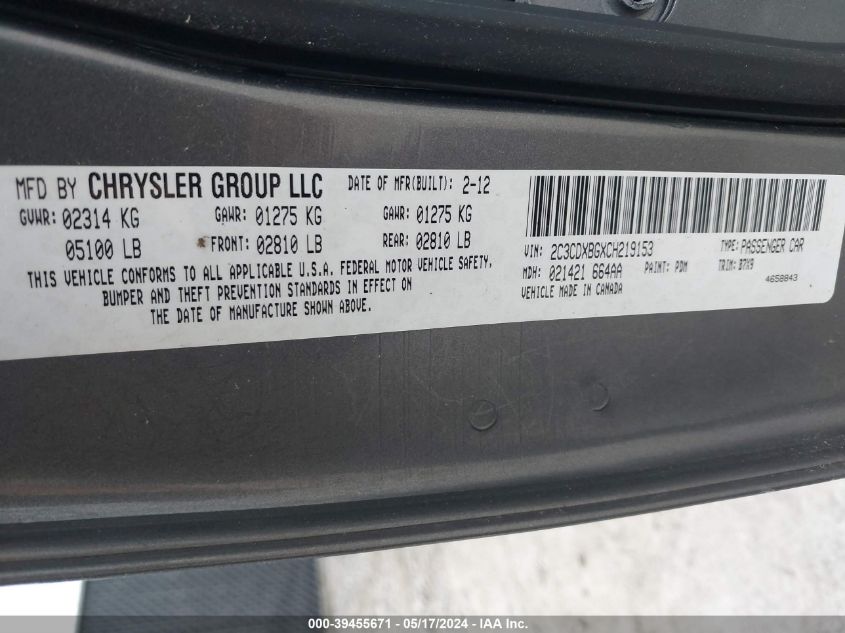 MFD BY CHRYSLER GROUP LLC DATE OF MFR(BUILT): 2-12
GVWR: 02314 KG GAWR: 01275 KG GAWR: 01275 KG
05100 LB FRONT: 02810 LB REAR: 02810 LB
THIS VEHICLE CONFORMS TO ALL APPLICABLE U.S.A. FEDERAL MOTOR VEHICLE SAFETY,
BUMPER AND THEFT PREVENTION STANDARDS IN EFFECT ON
THE DATE OF MANUFACTURE SHOWN ABOVE.
VIN: 2C3CDXBGXCH219153 TYPE: PASSENGER CAR
MDH: 021421 664AA PAINT: PDM TRIM: B7X9
VEHICLE MADE IN CANADA 4658843
000-39455671 - 05/17/2024 - IAA Inc.